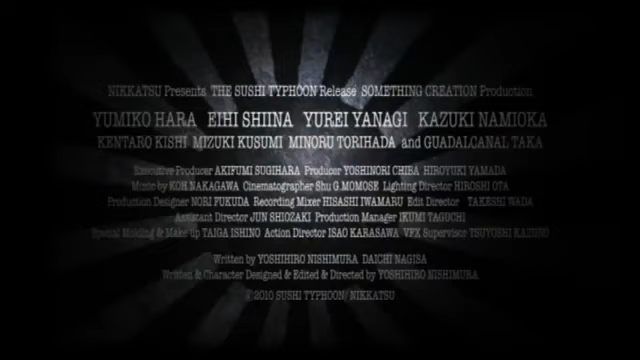 NIKKATSU Presents THE SUSHI TYPHOON Release SOMETHING CREATION Production
YUMIKO HARA EIHI SHIINA YUREI YANAGI KAZUKI NAMIOKA
KENTARO KISHI MIZUKI KUSUMI MINORU TORIHADA and GUADALCANAL TAKA
Executive Producer AKIFUMI SUGIHARA Producer YOSHINORI CHIBA HIROYUKI YAMADA
Music by KOH NAKAGAWA Cinematographer Shu G.MOMOSE Lighting Director HIROSHI OTA
Production Designer NORI FUKUDA Recording Mixer HISASHI IWAMARU Edit Director TAKESHI WADA
Assistant Director JUN SHIOZAKI Production Manager IKUMI TAGUCHI
Special Molding & Make up TAIGA ISHINO Action Director ISAO KARASAWA VFX Supervisor TSUYOSHI KAZUNO
Written by YOSHIHIRO NISHIMURA DAICHI NAGISA
Written & Character Designed & Edited & Directed by YOSHIHIRO NISHIMURA
© 2010 SUSHI TYPHOON/ NIKKATSU